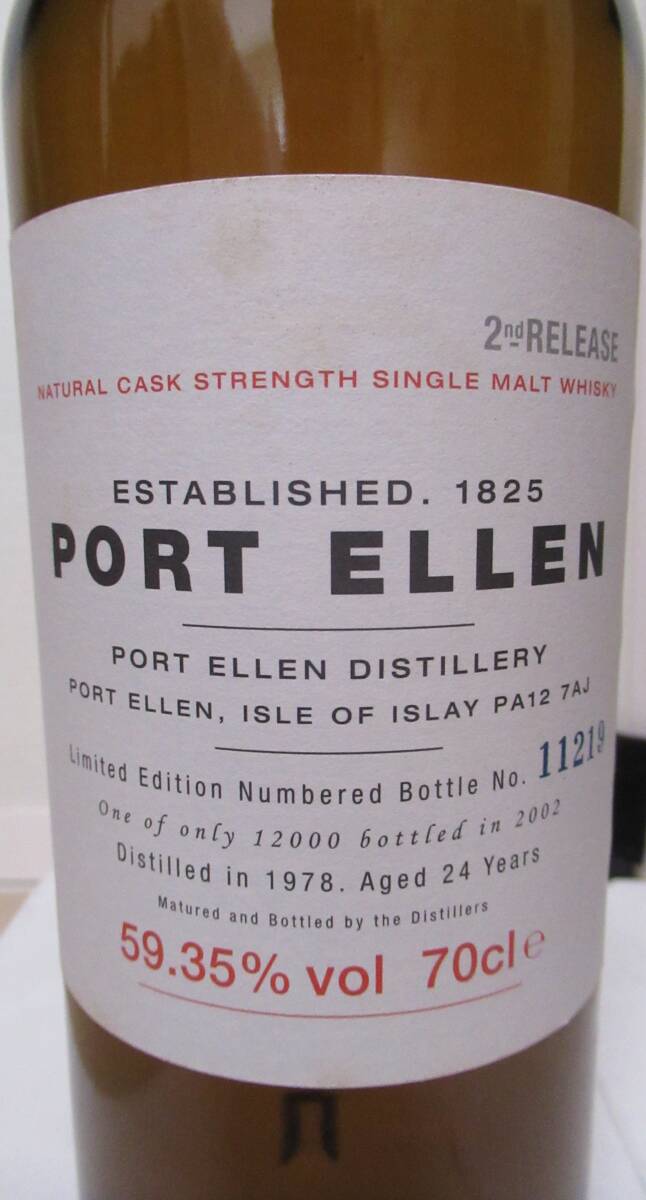 2nd RELEASE
NATURAL CASK STRENGTH SINGLE MALT WHISKY
ESTABLISHED. 1825
PORT ELLEN
PORT ELLEN DISTILLERY
PORT ELLEN, ISLE OF ISLAY PA12 7AJ
Limited Edition Numbered Bottle No. 11219
One of only 12000 bottled in 2002
Distilled in 1978. Aged 24 Years
Matured and Bottled by the Distillers
59.35% vol 70cl e